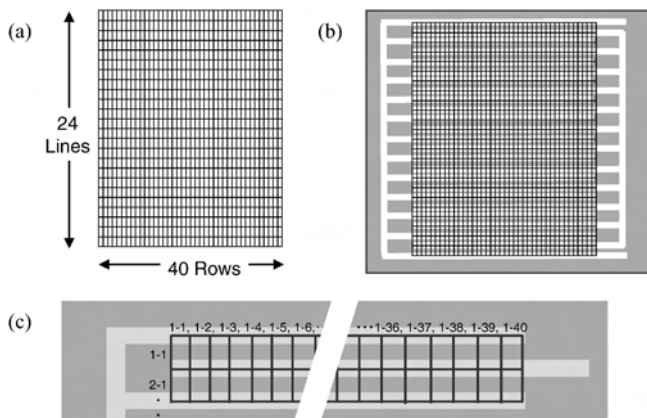 (a)
(b)
24
Lines
40 Rows
(c)
1-1, 1-2, 1-3, 1-4, 1-5, 1-6,·· ···1-36, 1-37, 1-38, 1-39, 1-40
1-1
2-1
·
·